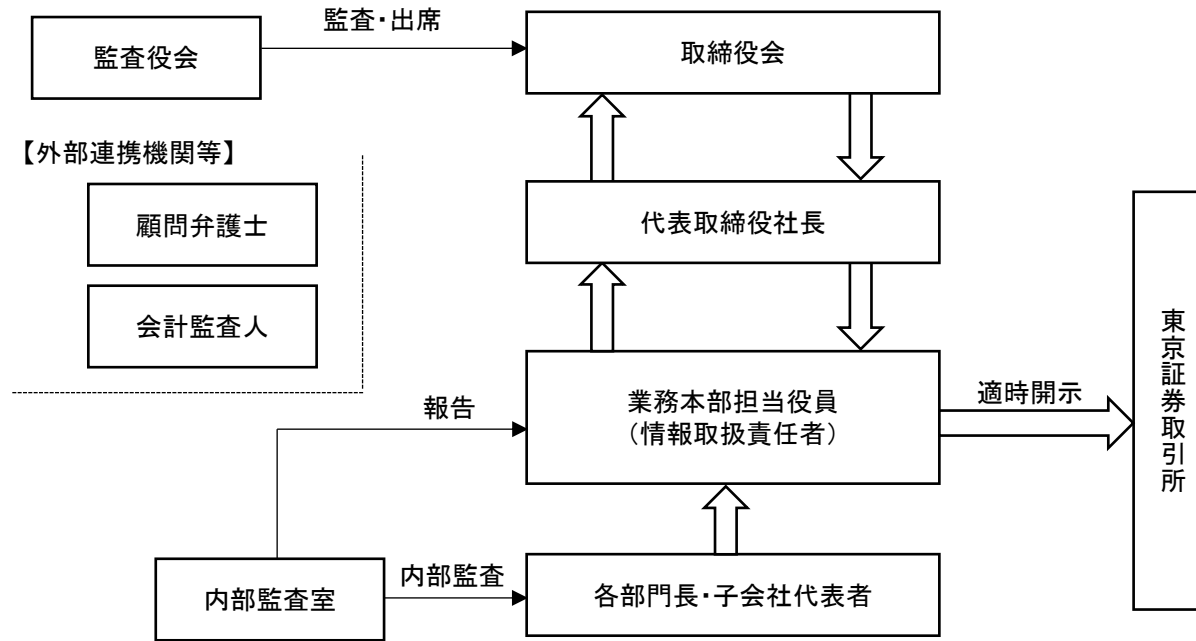 監査・出席
監査役会
取締役会
【外部連携機関等】
顧問弁護士
代表取締役社長
会計監査人
東京証券取引所
業務本部担当役員
（情報取扱責任者）
適時開示
報告
内部監査室
内部監査
各部門長・子会社代表者